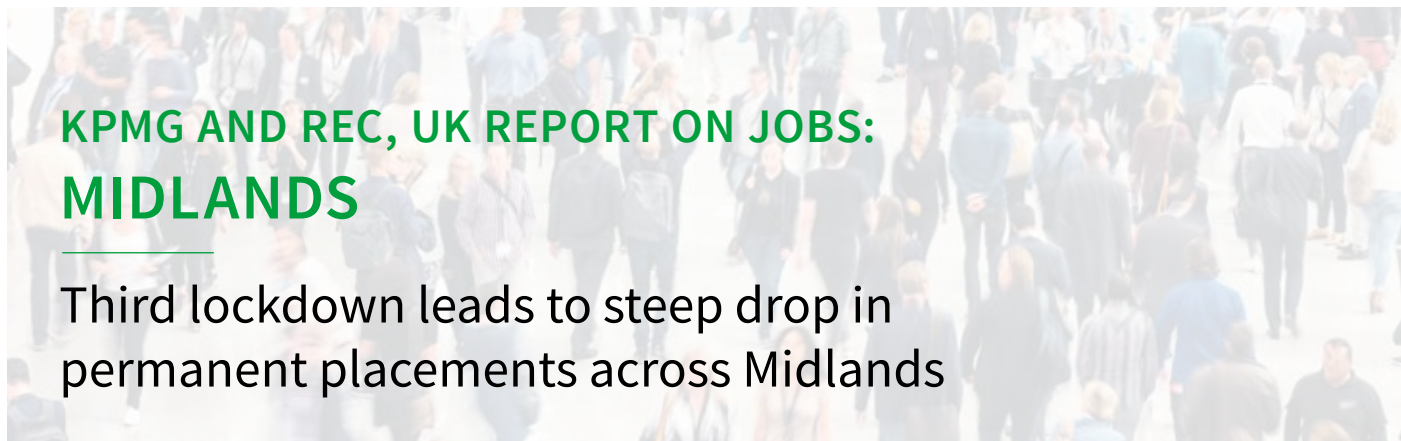 KPMG AND REC, UK REPORT ON JOBS:
MIDLANDS
Third lockdown leads to steep drop in
permanent placements across Midlands